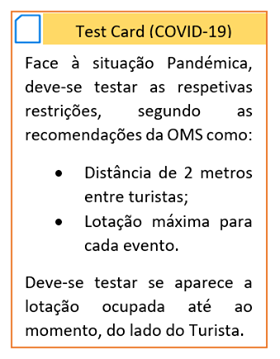 Test Card (COVID-19)
Face à situação Pandémica,
deve-se testar as respetivas
restrições, segundo as
recomendações da OMS como:
• Distância de 2 metros
entre turistas;
• Lotação máxima para
cada evento.
Deve-se testar se aparece a
lotação ocupada até ao
momento, do lado do Turista.